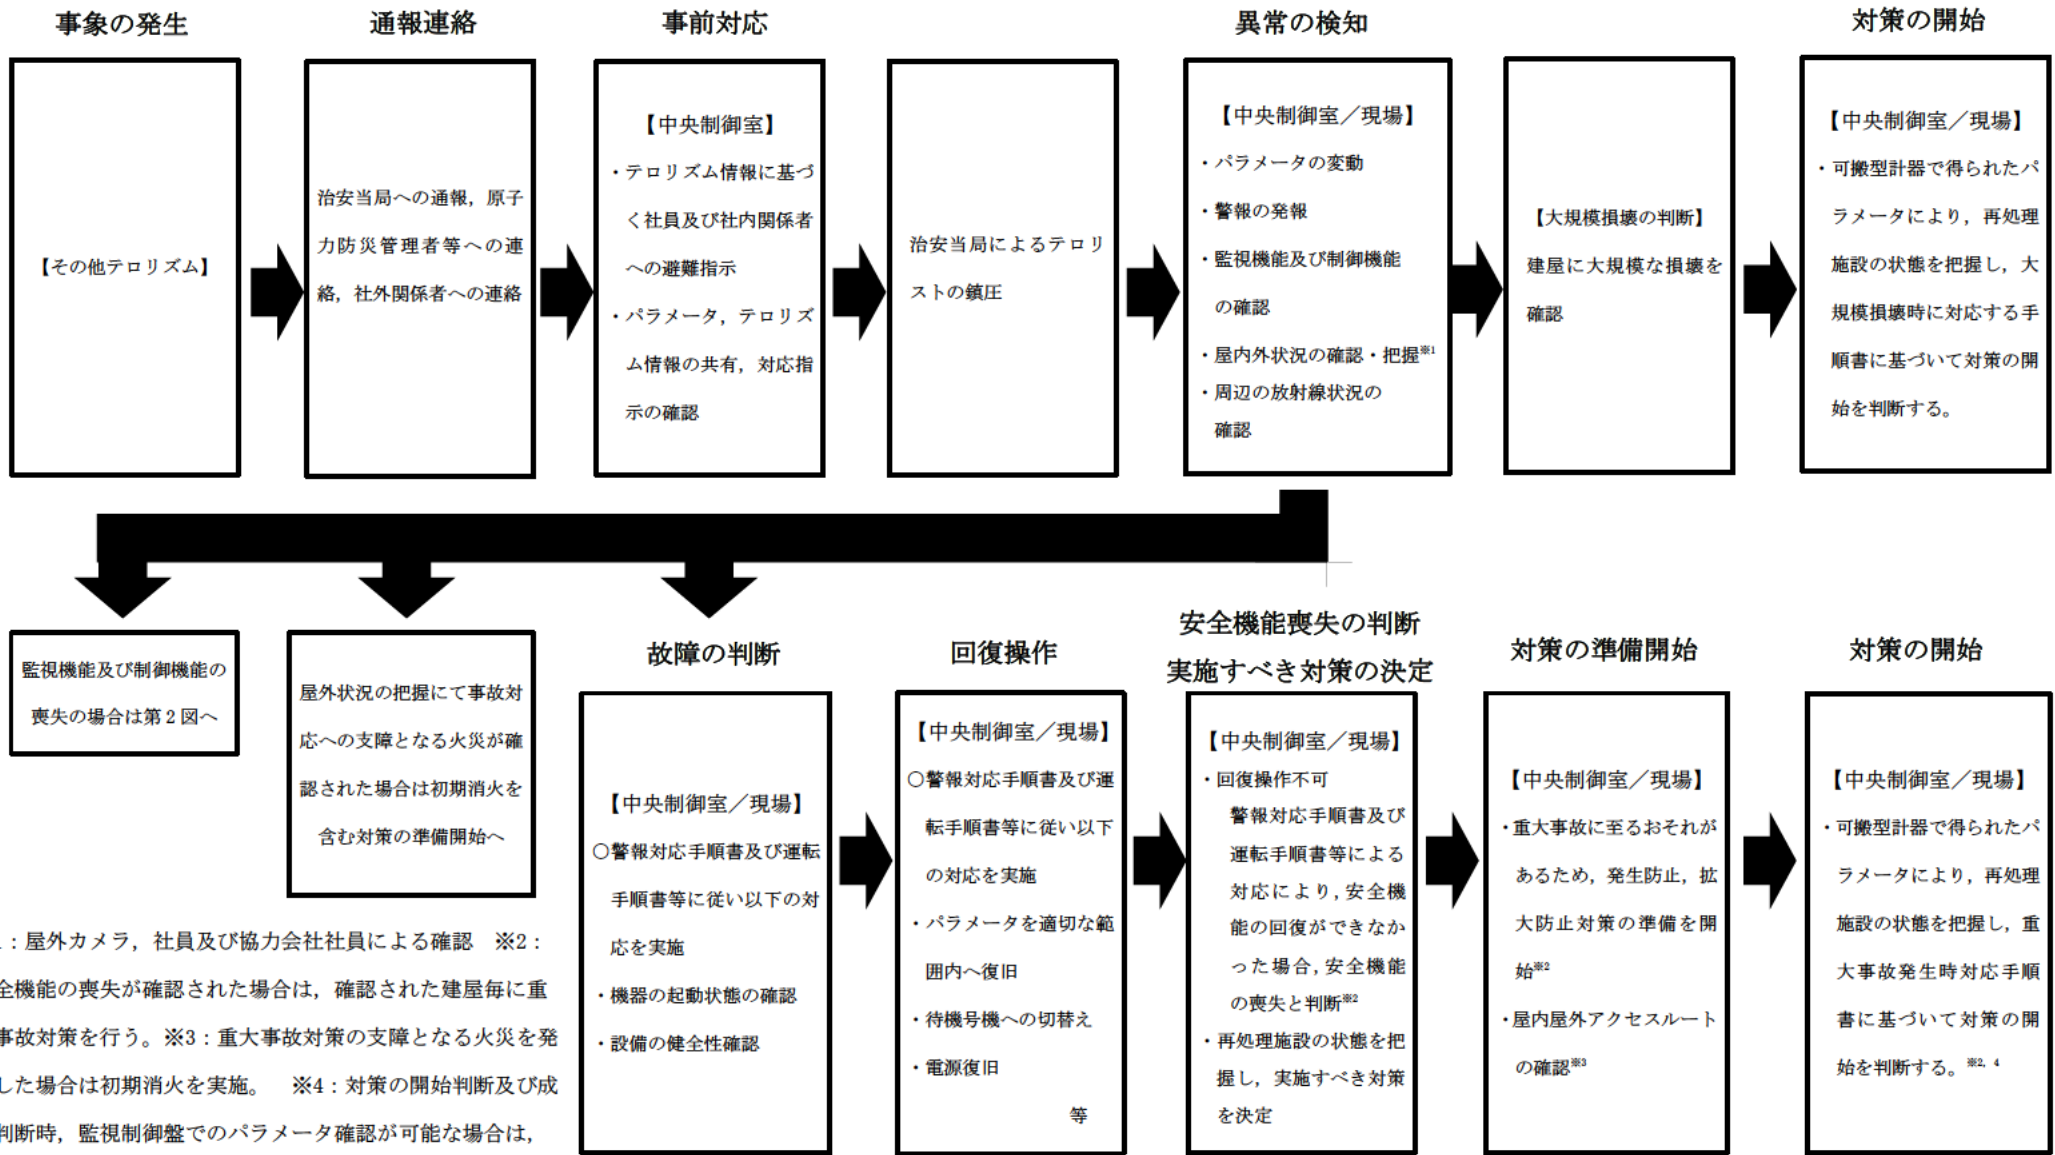 事象の発生
通報連絡
事前対応
異常の検知
対策の開始
【その他テロリズム】
治安当局への通報，原子
力防災管理者等への連
絡，社外関係者への連絡
【中央制御室】
・テロリズム情報に基づ
く社員及び社内関係者
への避難指示
・パラメータ，テロリズ
ム情報の共有，対応指
示の確認
治安当局によるテロリ
ストの鎮圧
【中央制御室／現場】
・パラメータの変動
・警報の発報
・監視機能及び制御機能
の確認
・屋内外状況の確認・把握※1
・周辺の放射線状況の
確認
【大規模損壊の判断】
建屋に大規模な損壊を
確認
【中央制御室／現場】
・可搬型計器で得られたパ
ラメータにより，再処理
施設の状態を把握し，大
規模損壊時に対応する手
順書に基づいて対策の開
始を判断する。
監視機能及び制御機能の
喪失の場合は第２図へ
屋外状況の把握にて事故対
応への支障となる火災が確
認された場合は初期消火を
含む対策の準備開始へ
故障の判断
【中央制御室／現場】
○警報対応手順書及び運転
手順書等に従い以下の対
応を実施
・機器の起動状態の確認
・設備の健全性確認
回復操作
【中央制御室／現場】
○警報対応手順書及び運
転手順書等に従い以下
の対応を実施
・パラメータを適切な範
囲内へ復旧
・待機号機への切替え
・電源復旧
等
安全機能喪失の判断
実施すべき対策の決定
【中央制御室／現場】
・回復操作不可
警報対応手順書及び
運転手順書等による
対応により，安全機
能の回復ができなか
った場合，安全機能
の喪失と判断※2
・再処理施設の状態を把
握し，実施すべき対策
を決定
対策の準備開始
【中央制御室／現場】
・重大事故に至るおそれが
あるため，発生防止，拡
大防止対策の準備を開
始※2
・屋内屋外アクセスルート
の確認※3
対策の開始
【中央制御室／現場】
・可搬型計器で得られたパ
ラメータにより，再処理
施設の状態を把握し，重
大事故発生時対応手順
書に基づいて対策の開
始を判断する。※2，4
：屋外カメラ，社員及び協力会社社員による確認　※2：
全機能の喪失が確認された場合は，確認された建屋毎に重
事故対策を行う。※3：重大事故対策の支障となる火災を発
した場合は初期消火を実施。　※4：対策の開始判断及び成
判断時，監視制御盤でのパラメータ確認が可能な場合は，